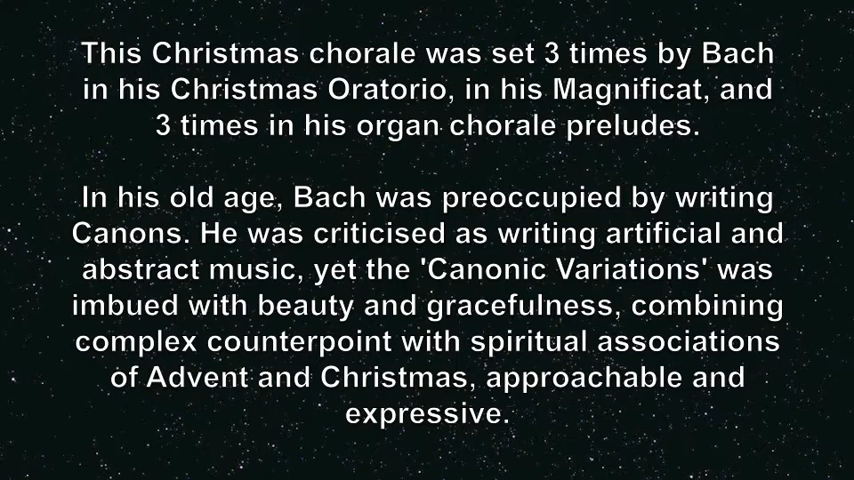 This Christmas chorale was set 3 times by Bach
in his Christmas Oratorio, in his Magnificat, and
3 times in his organ chorale preludes.
In his old age, Bach was preoccupied by writing
Canons. He was criticised as writing artificial and
abstract music, yet the 'Canonic Variations' was
imbued with beauty and gracefulness, combining
complex counterpoint with spiritual associations
of Advent and Christmas, approachable and
expressive.